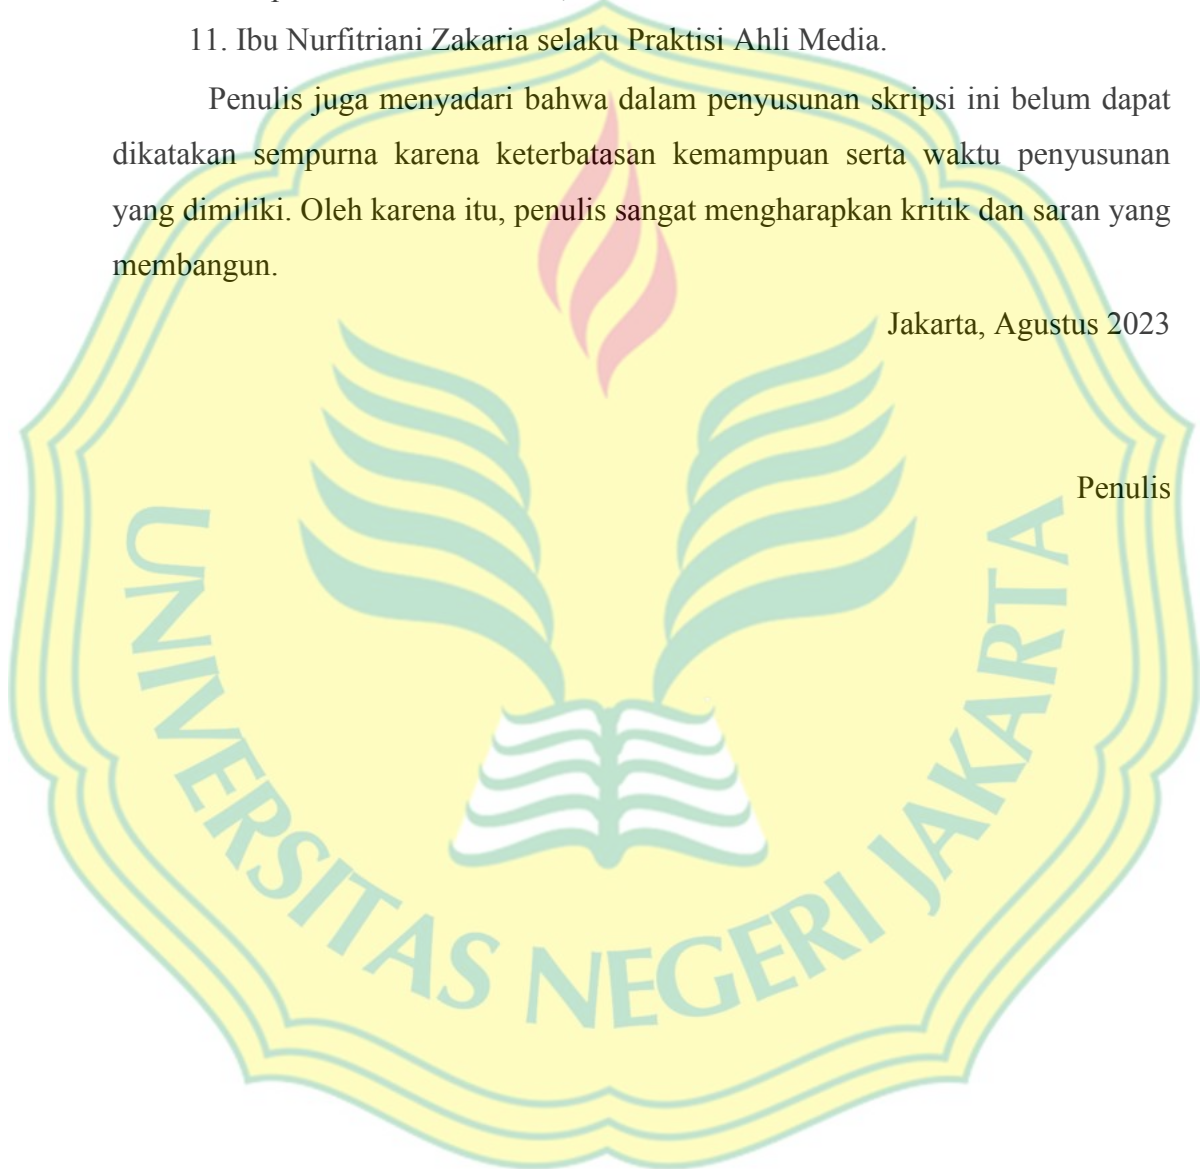 11. Ibu Nurfitriani Zakaria selaku Praktisi Ahli Media.
Penulis juga menyadari bahwa dalam penyusunan skripsi ini belum dapat
dikatakan sempurna karena keterbatasan kemampuan serta waktu penyusunan
yang dimiliki. Oleh karena itu, penulis sangat mengharapkan kritik dan saran yang
membangun.
Jakarta, Agustus 2023
Penulis
UNIVERSITAS NEGERI JAKARTA